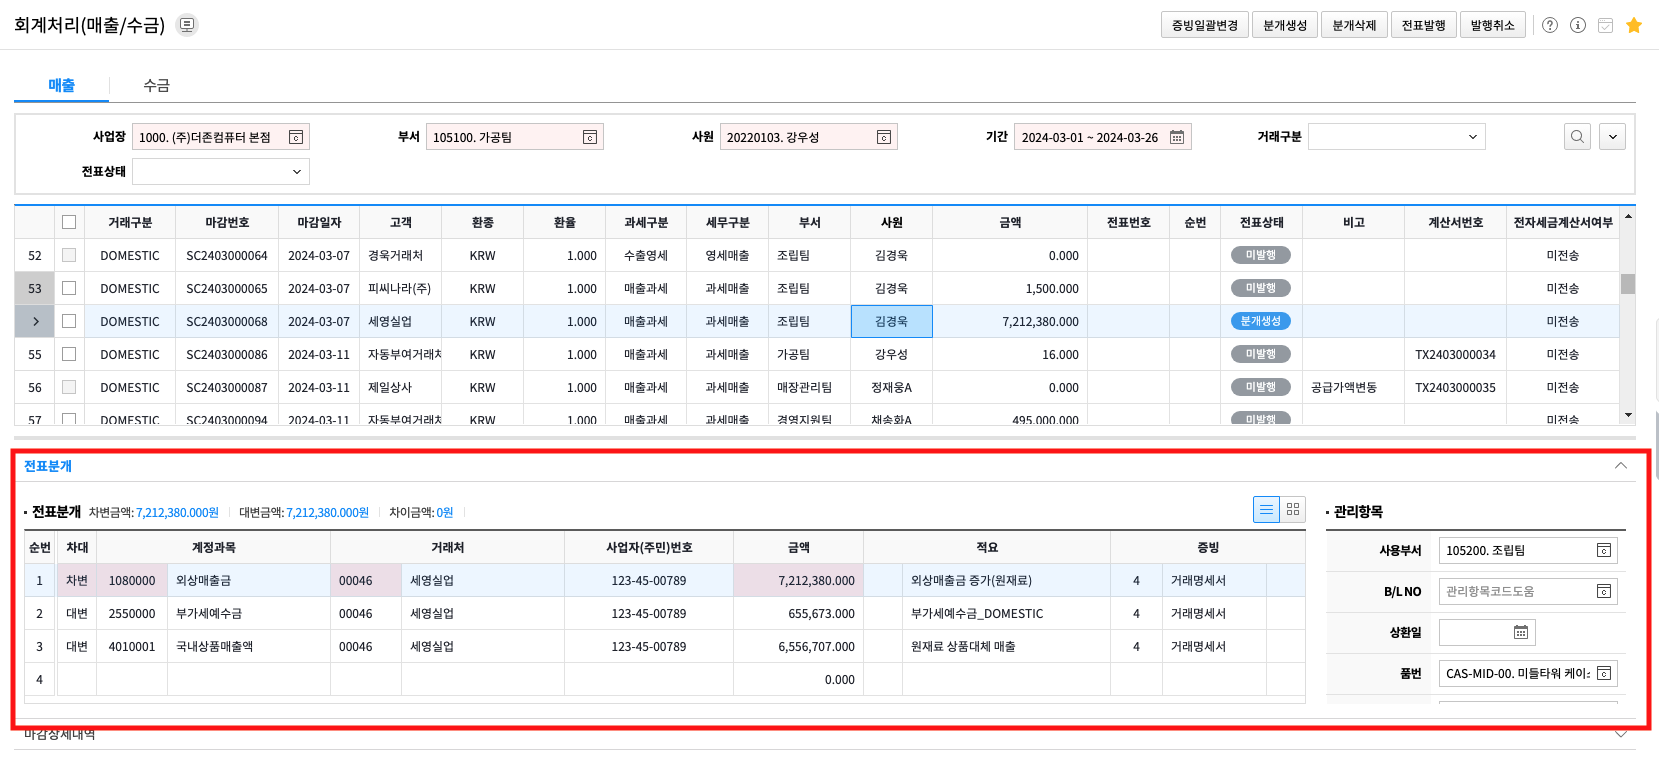 회계처리(매출/수금)
증빙일괄변경 분개생성 분개삭제 전표발행 발행취소
매출 수금
사업장 1000. (주)더존컴퓨터 본점 부서 105100. 가공팀 사원 20220103. 강우성 기간 2024-03-01 ~ 2024-03-26 거래구분
전표상태
거래구분 마감번호 마감일자 고객 환종 환율 과세구분 세무구분 부서 사원 금액 전표번호 순번 전표상태 비고 계산서번호 전자세금계산서여부
52 DOMESTIC SC2403000064 2024-03-07 경욱거래처 KRW 1.000 수출영세 영세매출 조립팀 김경욱 0.000 미발행 미전송
53 DOMESTIC SC2403000065 2024-03-07 피씨나라(주) KRW 1.000 매출과세 과세매출 조립팀 김경욱 1,500.000 미발행 미전송
DOMESTIC SC2403000068 2024-03-07 세영실업 KRW 1.000 매출과세 과세매출 조립팀 김경욱 7,212,380.000 분개생성 미전송
55 DOMESTIC SC2403000086 2024-03-11 자동부여거래처 KRW 1.000 매출과세 과세매출 가공팀 강우성 16.000 미발행 TX2403000034 미전송
56 DOMESTIC SC2403000087 2024-03-11 제일상사 KRW 1.000 매출과세 과세매출 매장관리팀 정재웅A 0.000 미발행 공급가액변동 TX2403000035 미전송
57 DOMESTIC SC2403000094 2024-03-11 자동부여거래처 KRW 1.000 매출과세 과세매출 경영지원팀 채송화A 495,000.000 미발행 미전송
전표분개
전표분개 차변금액: 7,212,380.000원 대변금액: 7,212,380.000원 차이금액: 0원
관리항목
순번 차대 계정과목 거래처 사업자(주민)번호 금액 적요 증빙
1 차변 1080000 외상매출금 00046 세영실업 123-45-00789 7,212,380.000 외상매출금 증가(원재료) 4 거래명세서
2 대변 2550000 부가세예수금 00046 세영실업 123-45-00789 655,673.000 부가세예수금_DOMESTIC 4 거래명세서
3 대변 4010001 국내상품매출액 00046 세영실업 123-45-00789 6,556,707.000 원재료 상품대체 매출 4 거래명세서
4 0.000
사용부서 105200. 조립팀
B/L NO 관리항목코드도움
상환일
품번 CAS-MID-00. 미들타워 케이스
마감상세내역